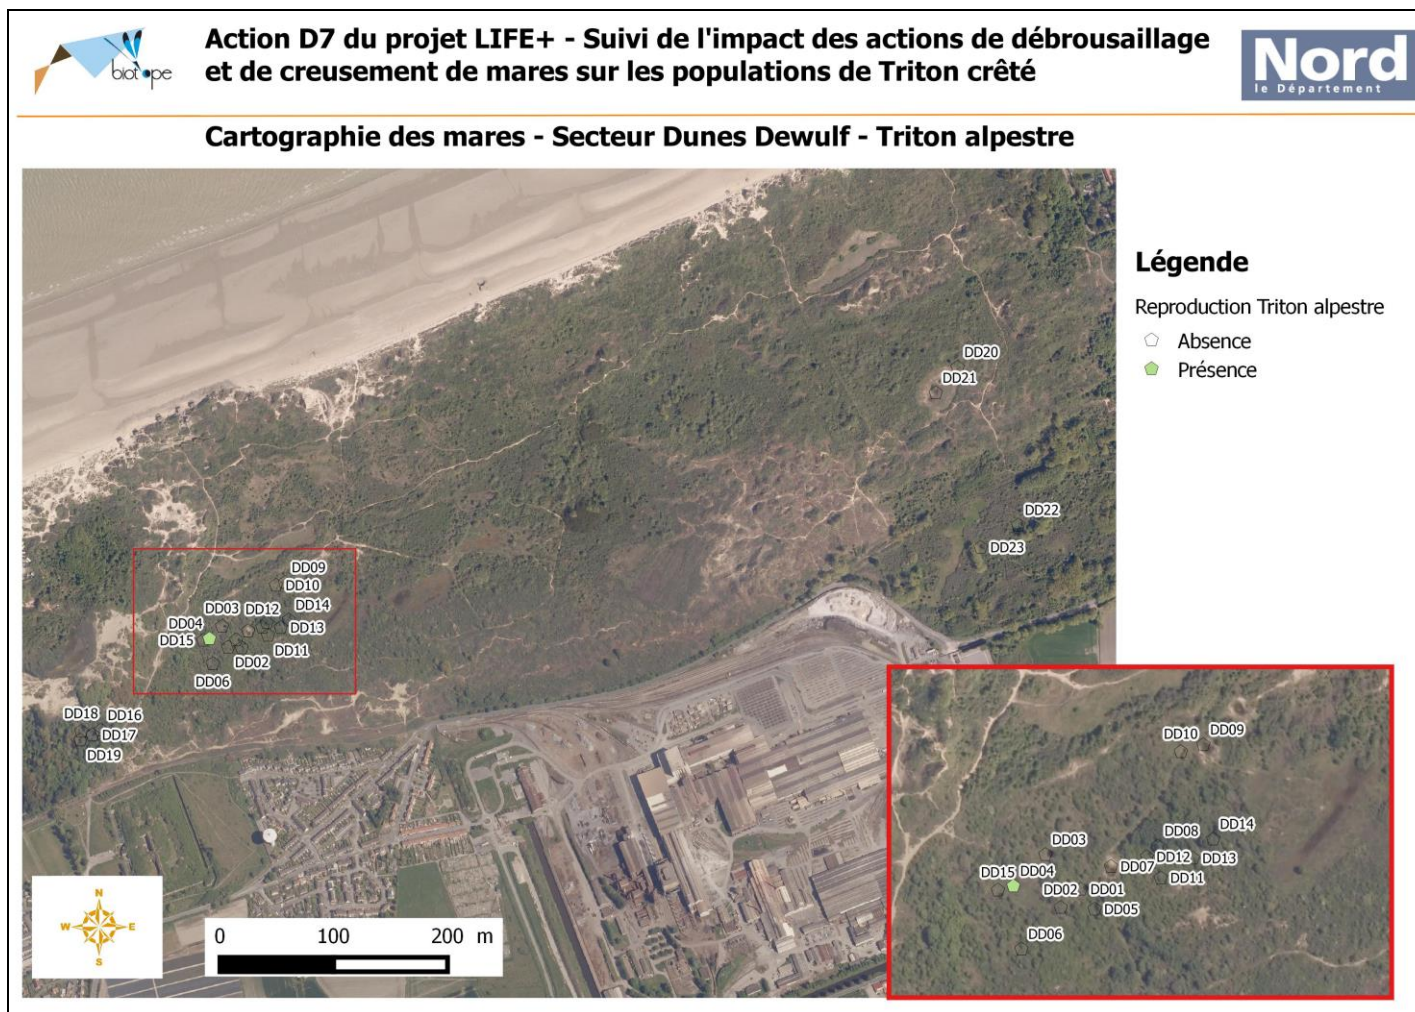 biotope
Action D7 du projet LIFE+ - Suivi de l'impact des actions de débrousaillage
et de creusement de mares sur les populations de Triton crêté
Nord
le Département
Cartographie des mares - Secteur Dunes Dewulf - Triton alpestre
Légende
Reproduction Triton alpestre
Absence
Présence
DD20
DD21
DD22
DD23
DD09
DD10
DD03
DD12
DD14
DD04
DD13
DD15
DD11
DD02
DD06
DD18
DD16
DD17
DD19
DD10
DD09
DD03
DD08
DD14
DD15
DD04
DD07
DD12
DD13
DD02
DD01
DD11
DD05
DD06
N
W
E
S
0
100
200 m